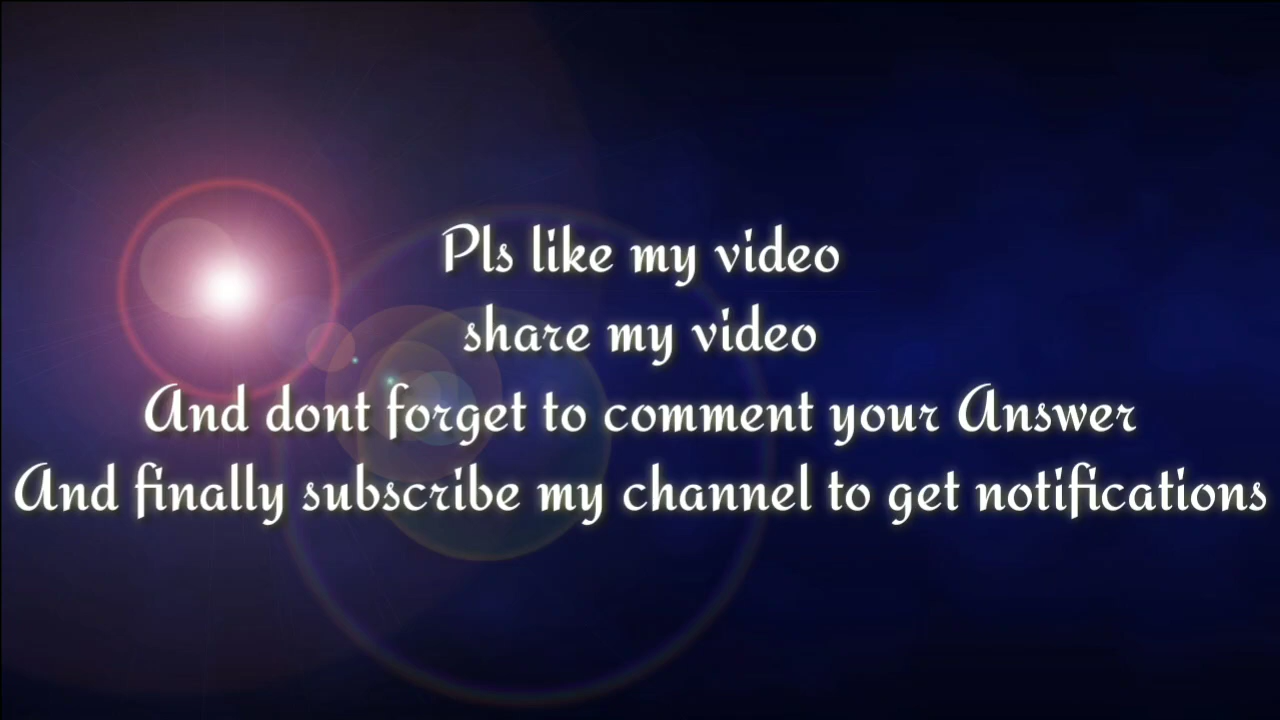 Pls like my video
share my video
And dont forget to comment your Answer
And finally subscribe my channel to get notifications